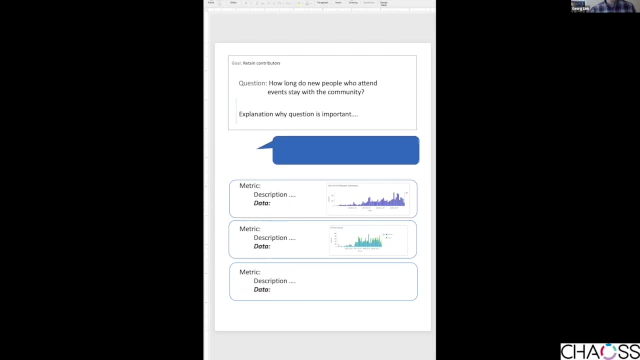 Goal: Retain contributors
Question: How long do new people who attend
events stay with the community?
Explanation why question is important....
Metric:
Description ....
Data:
Metric:
Description ....
Data:
Metric:
Description ....
Data:
CHAOSS